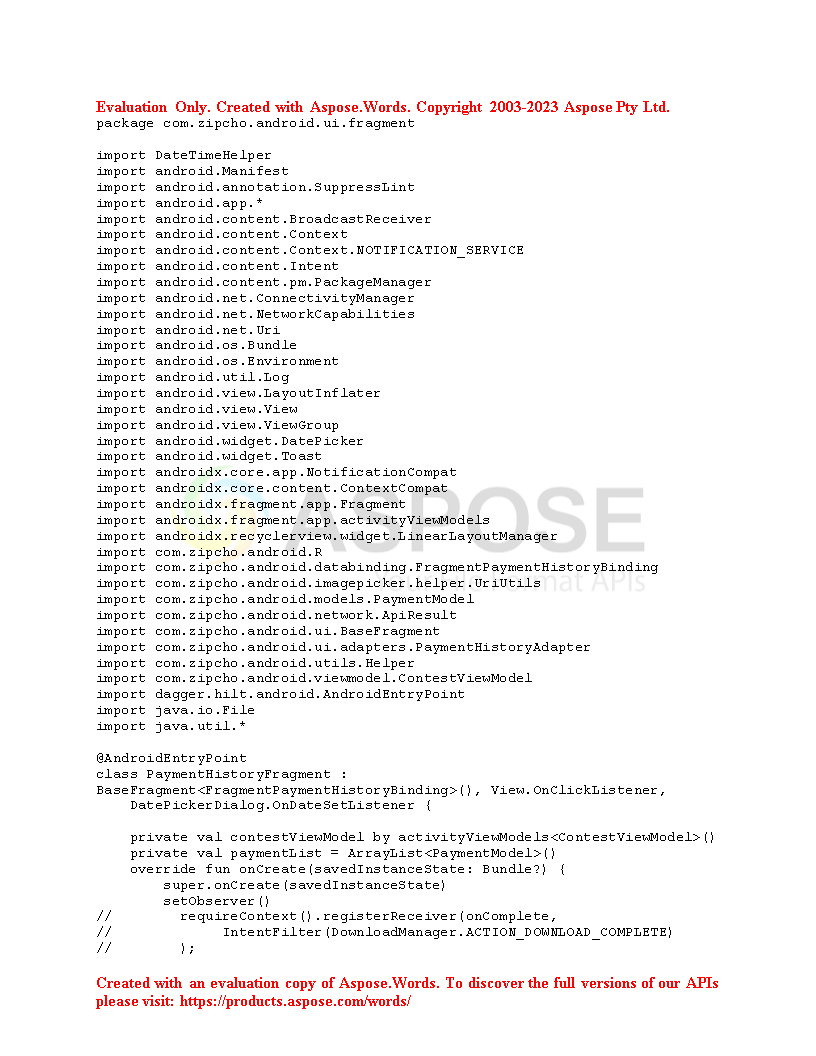 Evaluation Only. Created with Aspose.Words. Copyright 2003-2023 Aspose Pty Ltd.
package com.zipcho.android.ui.fragment

import DateTimeHelper
import android.Manifest
import android.annotation.SuppressLint
import android.app.*
import android.content.BroadcastReceiver
import android.content.Context
import android.content.Context.NOTIFICATION_SERVICE
import android.content.Intent
import android.content.pm.PackageManager
import android.net.ConnectivityManager
import android.net.NetworkCapabilities
import android.net.Uri
import android.os.Bundle
import android.os.Environment
import android.util.Log
import android.view.LayoutInflater
import android.view.View
import android.view.ViewGroup
import android.widget.DatePicker
import android.widget.Toast
import androidx.core.app.NotificationCompat
import androidx.core.content.ContextCompat
import androidx.fragment.app.Fragment
import androidx.fragment.app.activityViewModels
import androidx.recyclerview.widget.LinearLayoutManager
import com.zipcho.android.R
import com.zipcho.android.databinding.FragmentPaymentHistoryBinding
import com.zipcho.android.imagepicker.helper.UriUtils
import com.zipcho.android.models.PaymentModel
import com.zipcho.android.network.ApiResult
import com.zipcho.android.ui.BaseFragment
import com.zipcho.android.ui.adapters.PaymentHistoryAdapter
import com.zipcho.android.utils.Helper
import com.zipcho.android.viewmodel.ContestViewModel
import dagger.hilt.android.AndroidEntryPoint
import java.io.File
import java.util.*

@AndroidEntryPoint
class PaymentHistoryFragment :
BaseFragment<FragmentPaymentHistoryBinding>(), View.OnClickListener,
    DatePickerDialog.OnDateSetListener {

    private val contestViewModel by activityViewModels<ContestViewModel>()
    private val paymentList = ArrayList<PaymentModel>()
    override fun onCreate(savedInstanceState: Bundle?) {
        super.onCreate(savedInstanceState)
        setObserver()
//        requireContext().registerReceiver(onComplete,
//             IntentFilter(DownloadManager.ACTION_DOWNLOAD_COMPLETE)
//        );
ASPOSE
Format APIs
Created with an evaluation copy of Aspose.Words. To discover the full versions of our APIs
please visit: https://products.aspose.com/words/